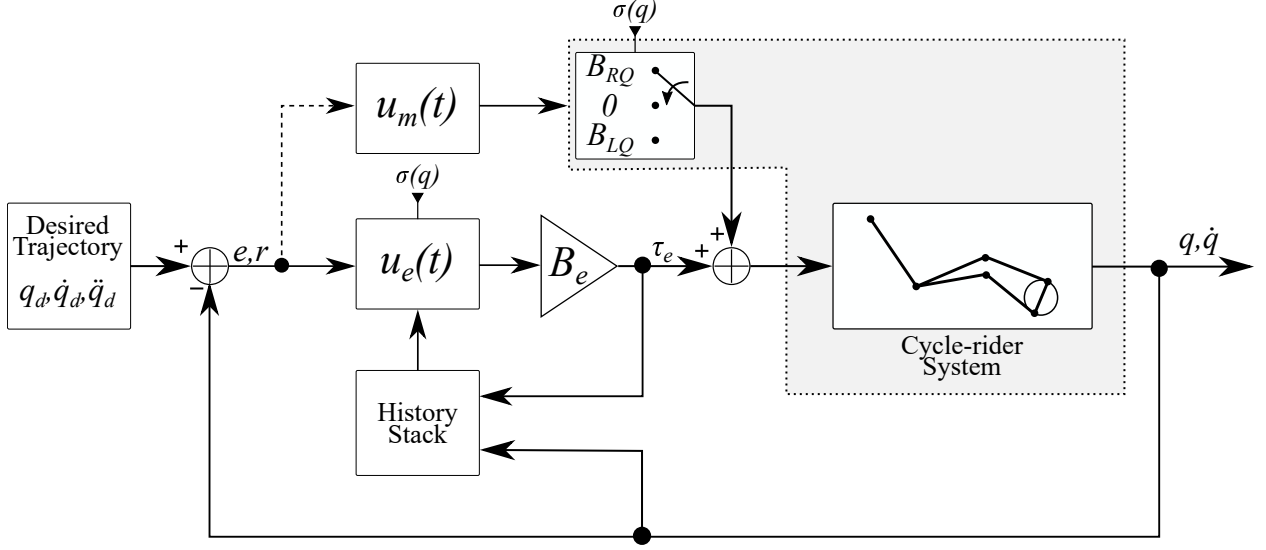 σ(q)
B_RQ
0
B_LQ
u_m(t)
σ(q)
Desired
Trajectory
q_d,q̇_d,q̈_d
+
−
e,r
u_e(t)
B_e
τ_e
+
+
q,q̇
Cycle-rider
System
History
Stack